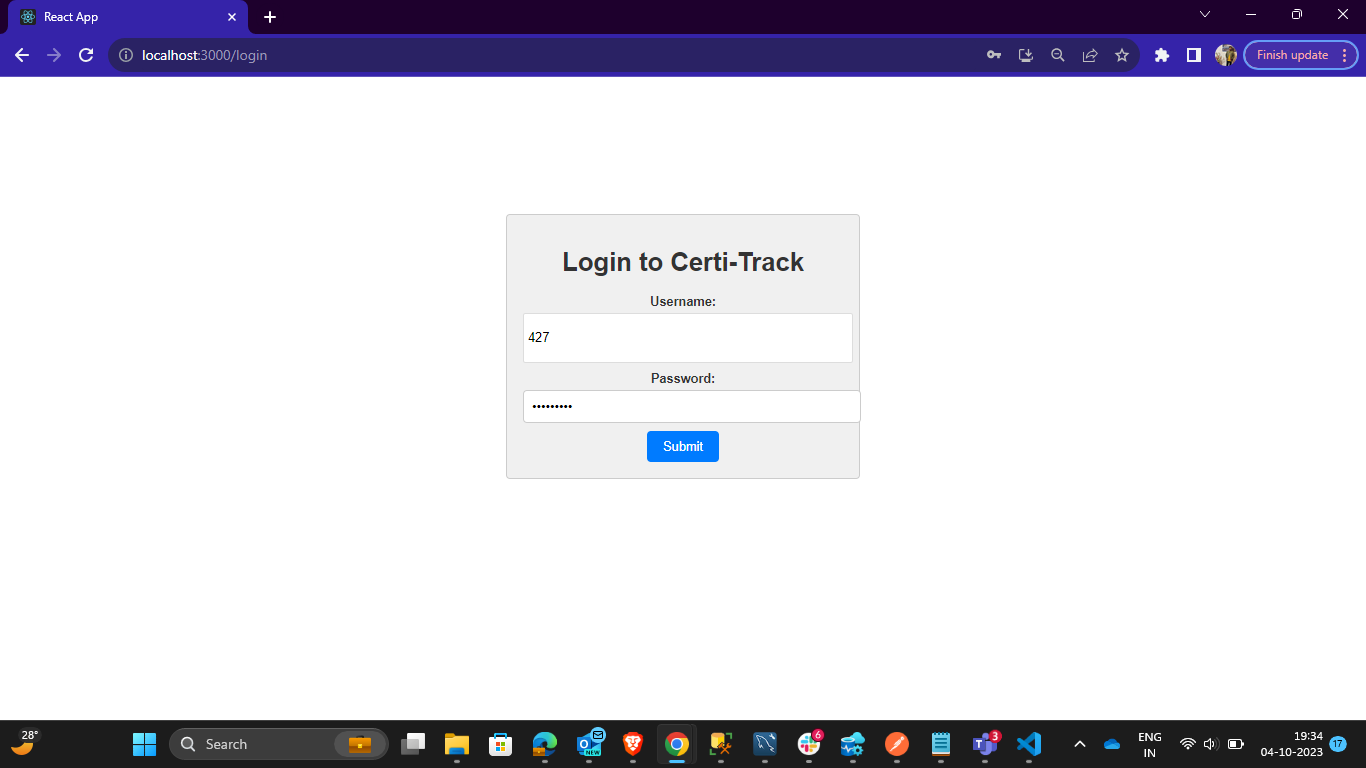 React App
localhost:3000/login
Finish update
Login to Certi-Track
Username:
427
Password:
•••••••••
Submit
28°
Search
NEW
6
3
ENG
IN
19:34
04-10-2023
17